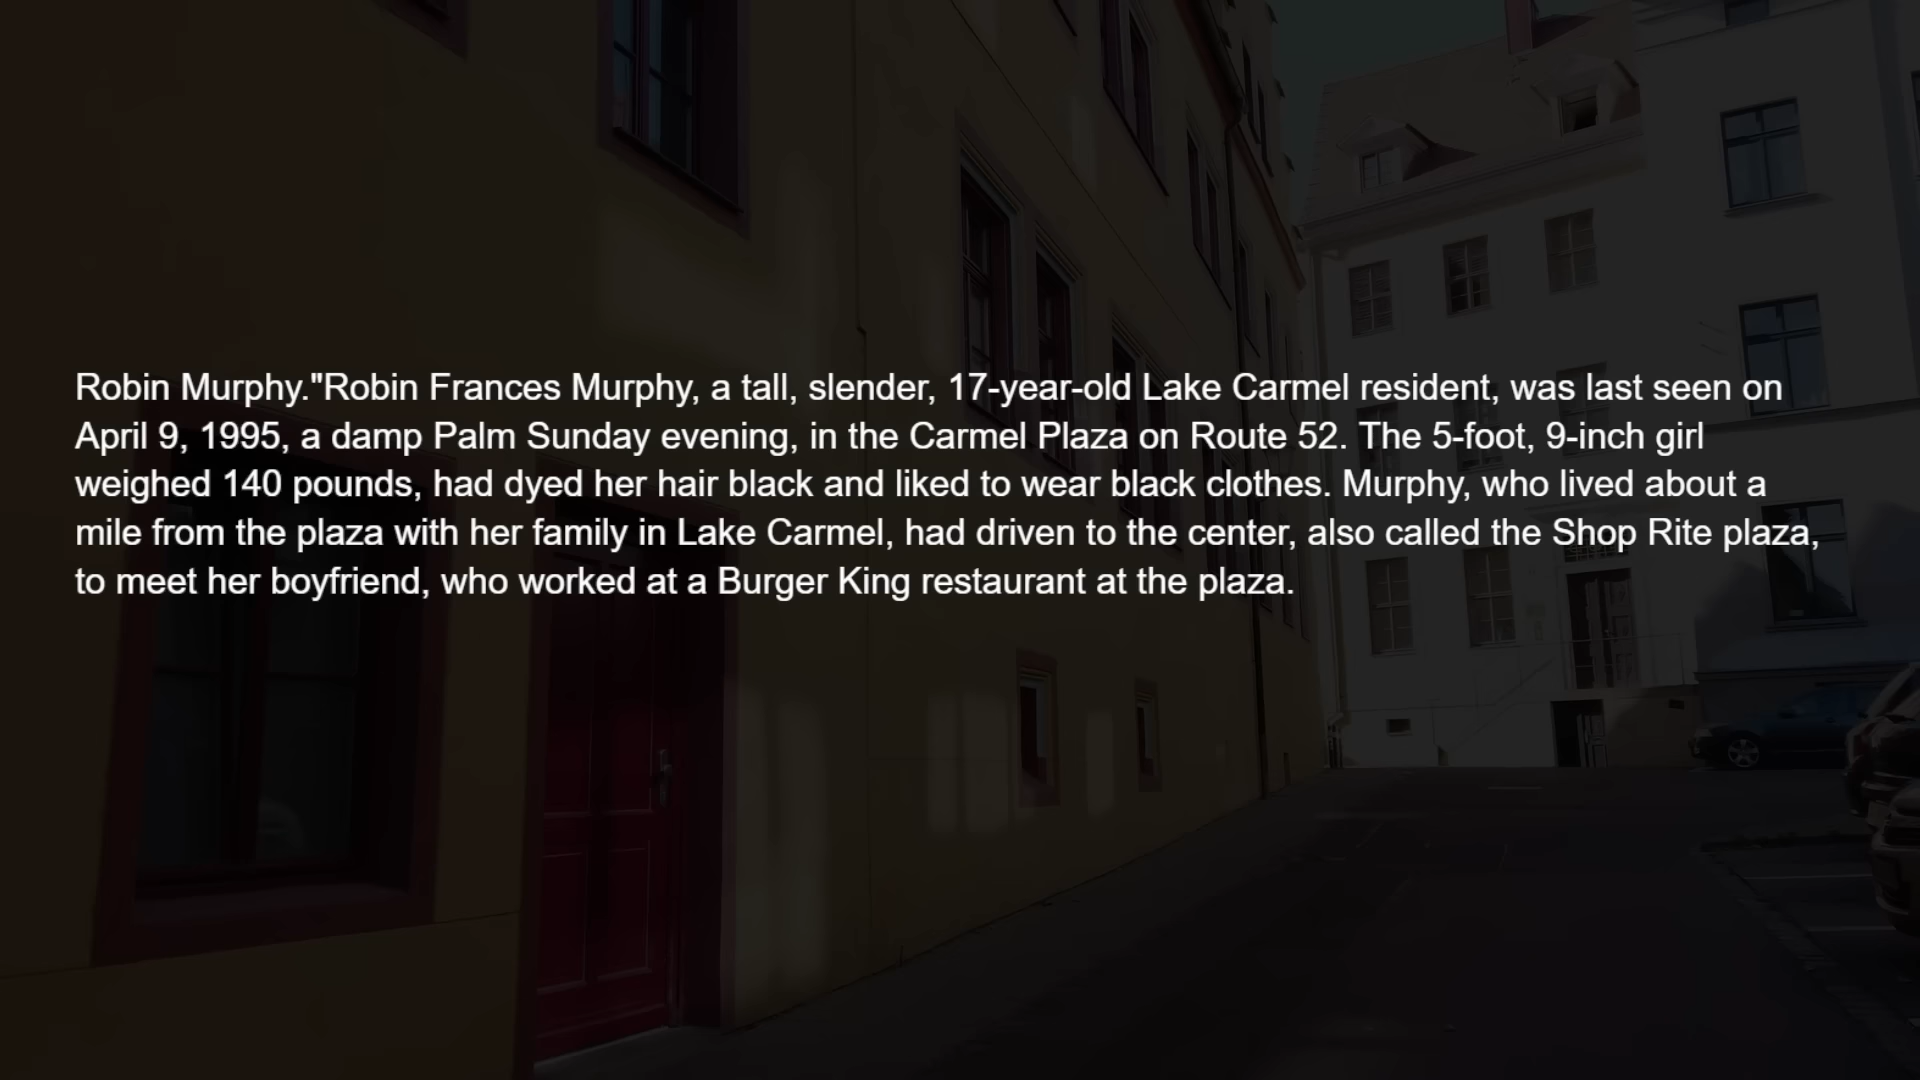 Robin Murphy."Robin Frances Murphy, a tall, slender, 17-year-old Lake Carmel resident, was last seen on
April 9, 1995, a damp Palm Sunday evening, in the Carmel Plaza on Route 52. The 5-foot, 9-inch girl
weighed 140 pounds, had dyed her hair black and liked to wear black clothes. Murphy, who lived about a
mile from the plaza with her family in Lake Carmel, had driven to the center, also called the Shop Rite plaza,
to meet her boyfriend, who worked at a Burger King restaurant at the plaza.